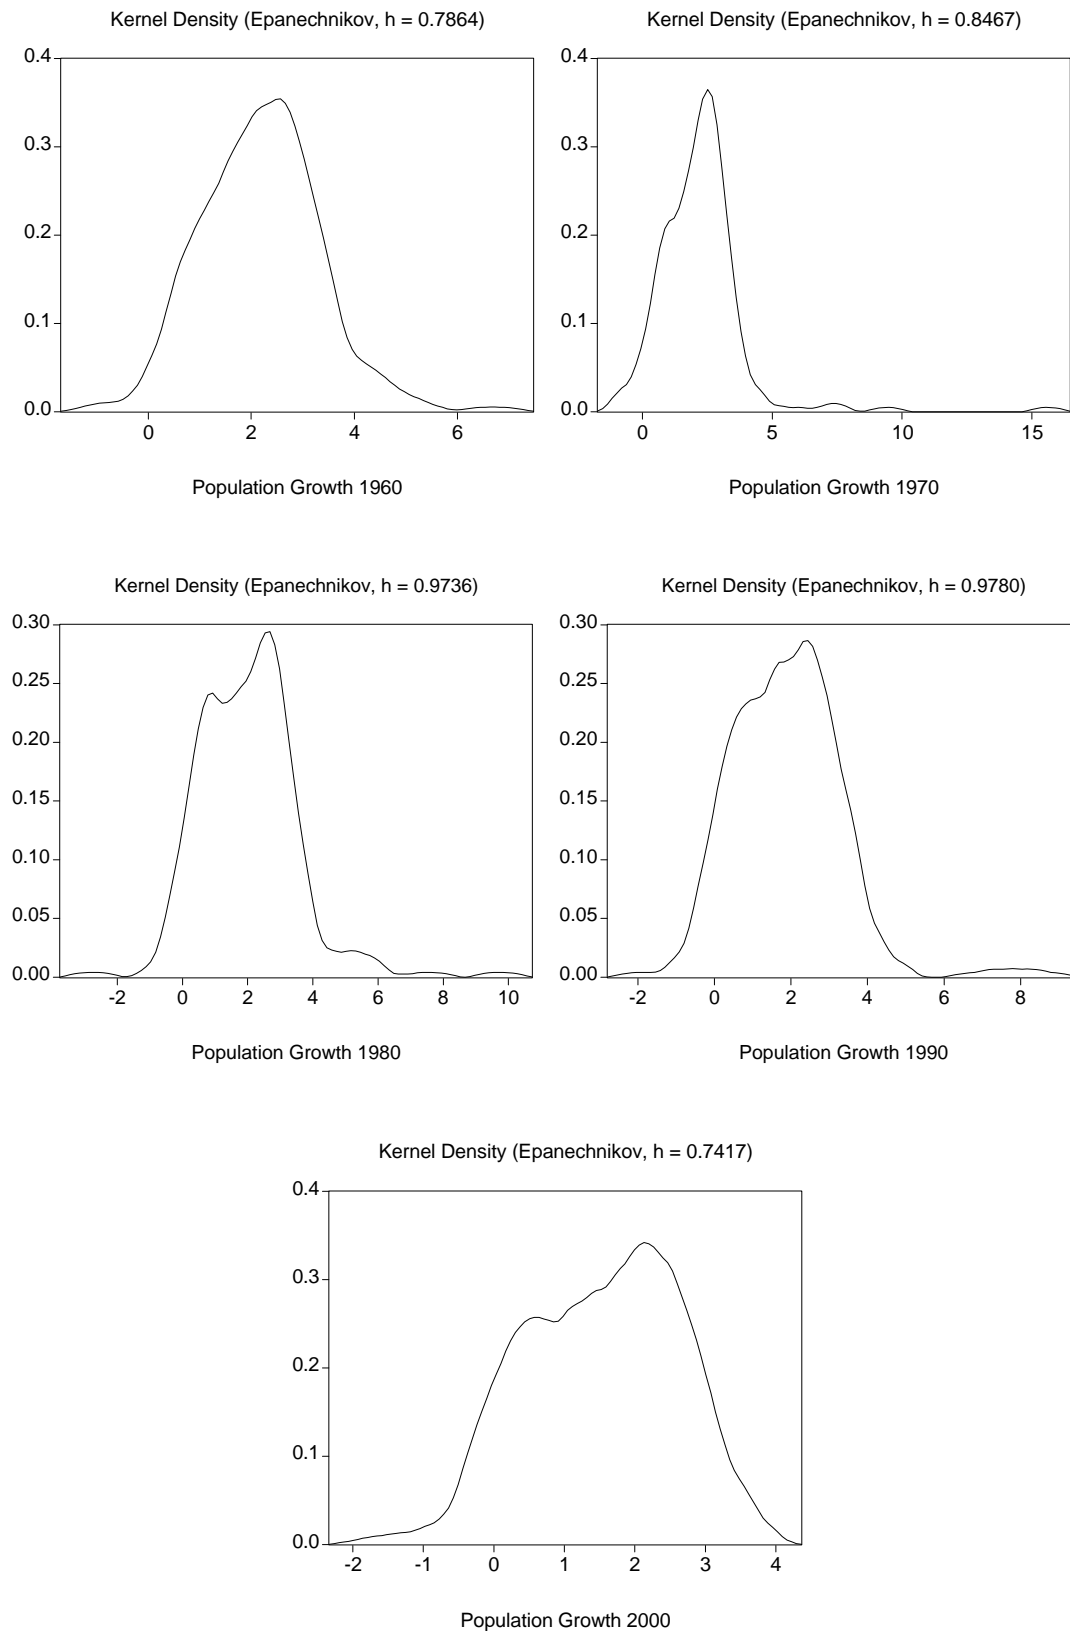 Kernel Density (Epanechnikov, h = 0.7864)
0.4
0.3
0.2
0.1
0.0
0 2 4 6
Population Growth 1960
Kernel Density (Epanechnikov, h = 0.8467)
0.4
0.3
0.2
0.1
0.0
0 5 10 15
Population Growth 1970
Kernel Density (Epanechnikov, h = 0.9736)
0.30
0.25
0.20
0.15
0.10
0.05
0.00
-2 0 2 4 6 8 10
Population Growth 1980
Kernel Density (Epanechnikov, h = 0.9780)
0.30
0.25
0.20
0.15
0.10
0.05
0.00
-2 0 2 4 6 8
Population Growth 1990
Kernel Density (Epanechnikov, h = 0.7417)
0.4
0.3
0.2
0.1
0.0
-2 -1 0 1 2 3 4
Population Growth 2000